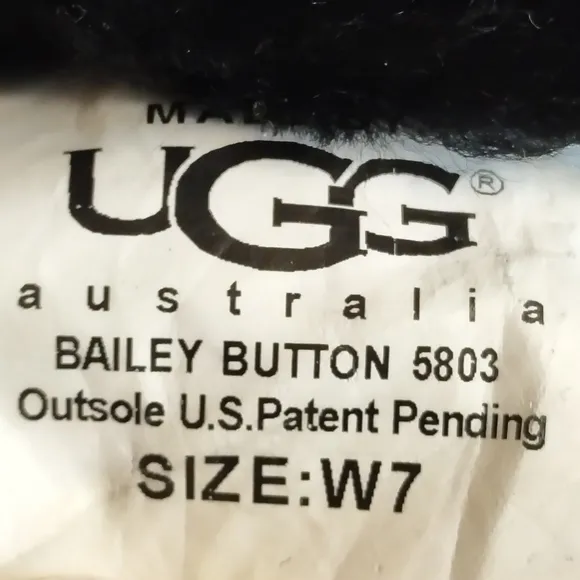 UGG®
australia
BAILEY BUTTON 5803
Outsole U.S.Patent Pending
SIZE:W7